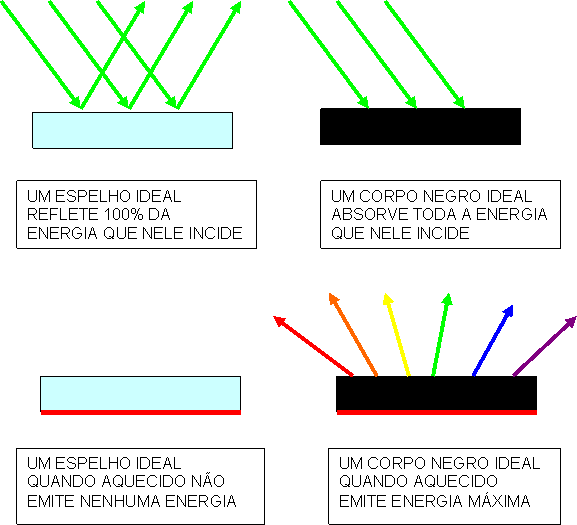 UM ESPELHO IDEAL
REFLETE 100% DA
ENERGIA QUE NELE INCIDE
UM CORPO NEGRO IDEAL
ABSORVE TODA A ENERGIA
QUE NELE INCIDE
UM ESPELHO IDEAL
QUANDO AQUECIDO NÃO
EMITE NENHUMA ENERGIA
UM CORPO NEGRO IDEAL
QUANDO AQUECIDO
EMITE ENERGIA MÁXIMA